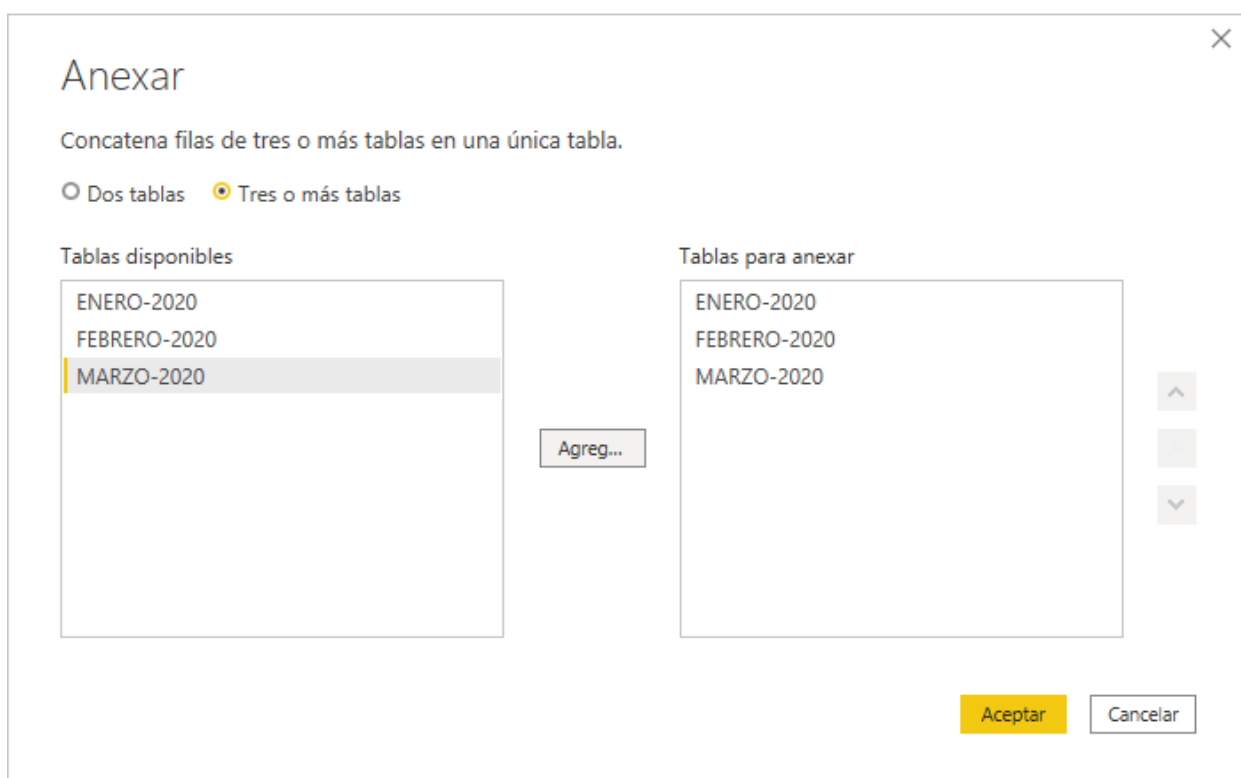 Anexar
Concatena filas de tres o más tablas en una única tabla.
Dos tablas Tres o más tablas
Tablas disponibles
ENERO-2020
FEBRERO-2020
MARZO-2020
Agreg...
Tablas para anexar
ENERO-2020
FEBRERO-2020
MARZO-2020
Aceptar Cancelar